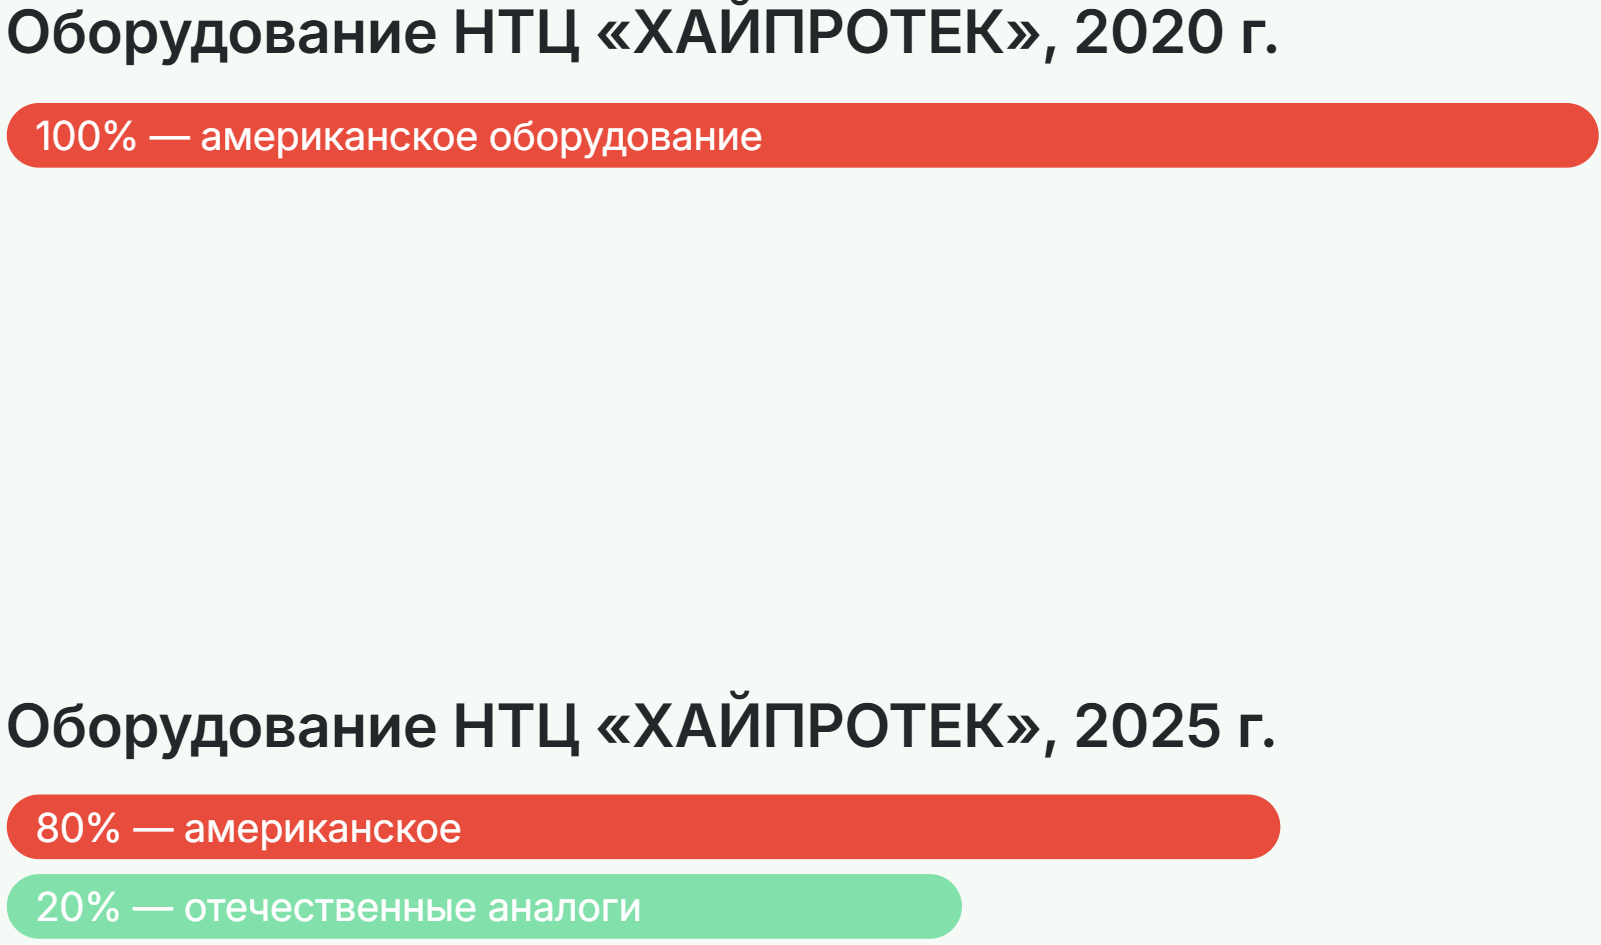 Оборудование НТЦ «ХАЙПРОТЕК», 2020 г.
100% — американское оборудование
Оборудование НТЦ «ХАЙПРОТЕК», 2025 г.
80% — американское
20% — отечественные аналоги